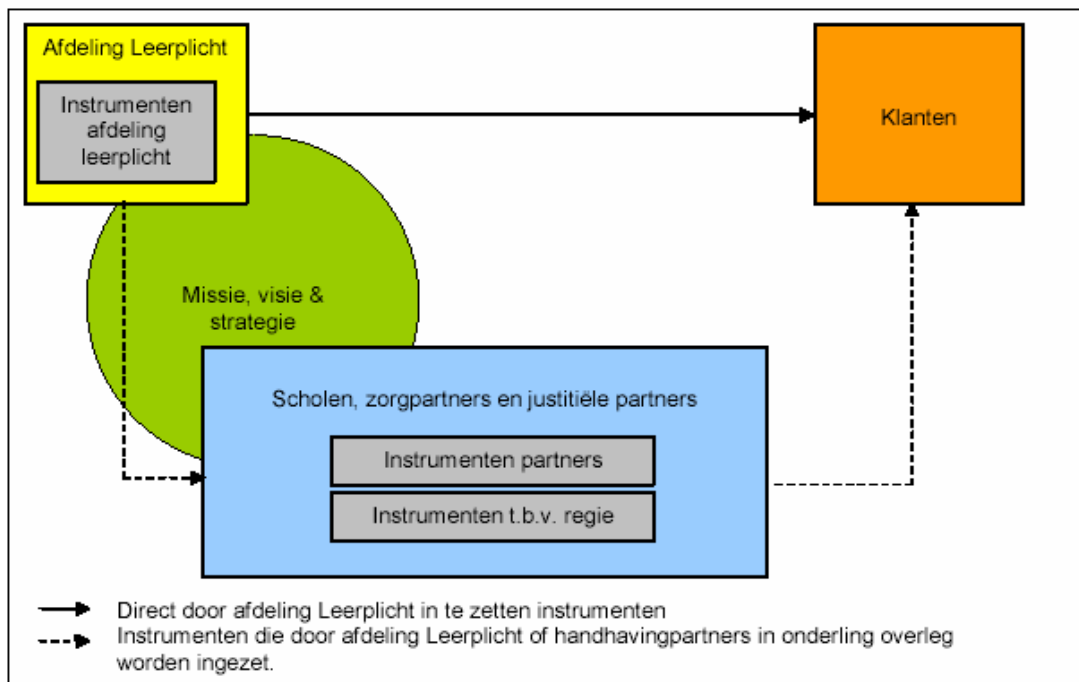 Afdeling Leerplicht
Instrumenten
afdeling
leerplicht
Klanten
Missie, visie &
strategie
Scholen, zorgpartners en justitiële partners
Instrumenten partners
Instrumenten t.b.v. regie
Direct door afdeling Leerplicht in te zetten instrumenten
Instrumenten die door afdeling Leerplicht of handhavingpartners in onderling overleg
worden ingezet.